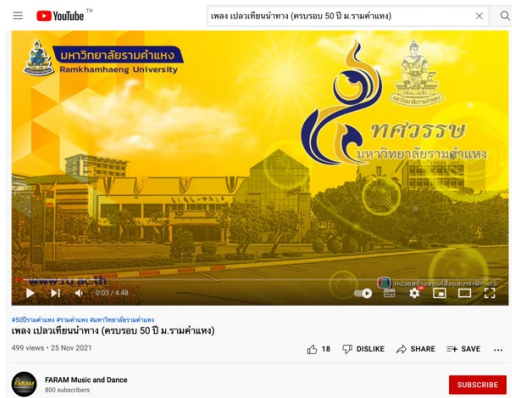 YouTube TH
เพลง เปลวเทียนนำทาง (ครบรอบ 50 ปี ม.รามคำแหง)
มหาวิทยาลัยรามคำแหง
Ramkhamhaeng University
๕ ทศวรรษ
มหาวิทยาลัยรามคำแหง
www.ru.ac.th
0:03 / 4:48
#50ปีรามคำแหง #รามคำแหง #มหาวิทยาลัยรามคำแหง
เพลง เปลวเทียนนำทาง (ครบรอบ 50 ปี ม.รามคำแหง)
499 views • 25 Nov 2021
18 DISLIKE SHARE SAVE
FARAM Music and Dance
800 subscribers
SUBSCRIBE